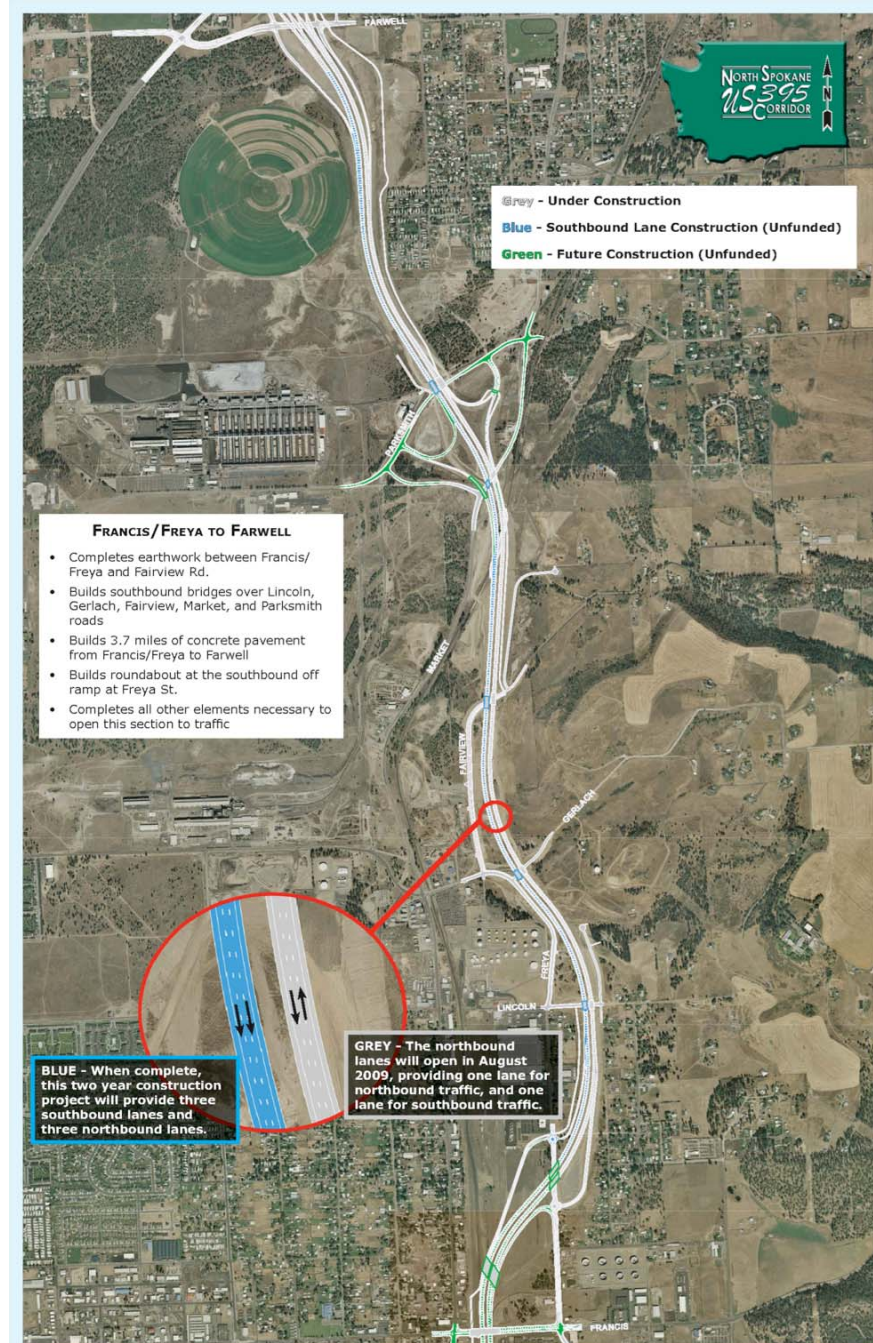 FARWELL
NORTH SPOKANE
US 395
CORRIDOR
N
Grey - Under Construction
Blue - Southbound Lane Construction (Unfunded)
Green - Future Construction (Unfunded)
PARKSMITH
FRANCIS/FREYA TO FARWELL
• Completes earthwork between Francis/
Freya and Fairview Rd.
• Builds southbound bridges over Lincoln,
Gerlach, Fairview, Market, and Parksmith
roads
• Builds 3.7 miles of concrete pavement
from Francis/Freya to Farwell
• Builds roundabout at the southbound off
ramp at Freya St.
• Completes all other elements necessary to
open this section to traffic
MARKET
FAIRVIEW
GERLACH
FREYA
LINCOLN
BLUE - When complete,
this two year construction
project will provide three
southbound lanes and
three northbound lanes.
GREY - The northbound
lanes will open in August
2009, providing one lane for
northbound traffic, and one
lane for southbound traffic.
FRANCIS